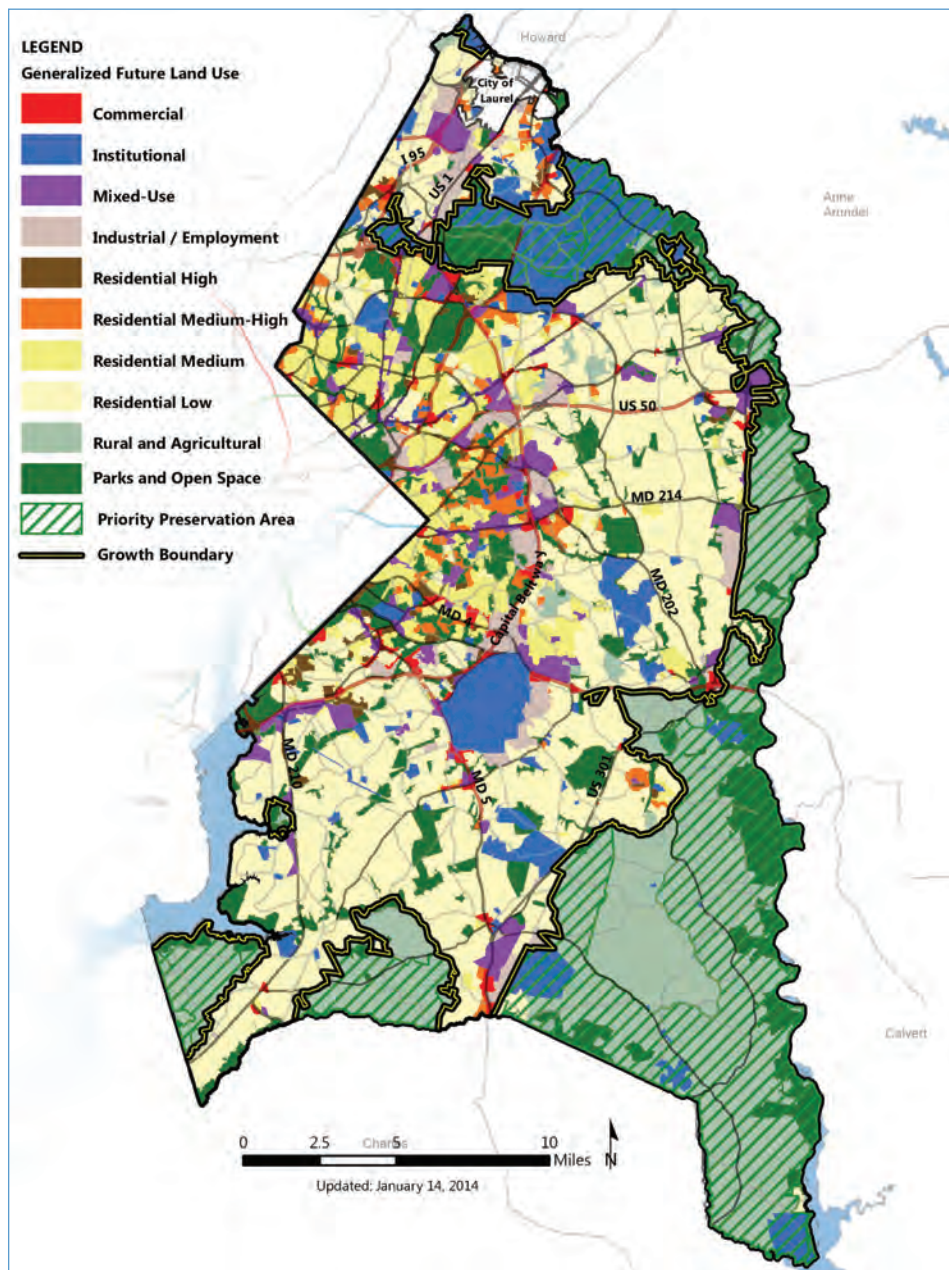 LEGEND
Generalized Future Land Use
Commercial
Institutional
Mixed-Use
Industrial / Employment
Residential High
Residential Medium-High
Residential Medium
Residential Low
Rural and Agricultural
Parks and Open Space
Priority Preservation Area
Growth Boundary
Howard
City of
Laurel
I 95
US 1
Anne
Arundel
US 50
MD 214
MD 202
Capital Beltway
MD 4
MD 210
MD 5
US 301
Calvert
Charles
0 2.5 5 10
Miles
N
Updated: January 14, 2014